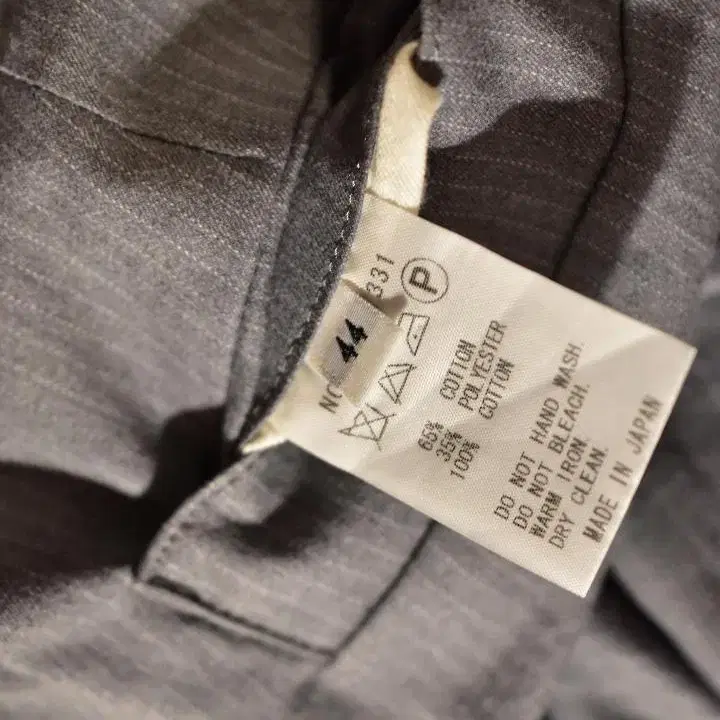 331
P
44
65% COTTON
35% POLYESTER
100% COTTON
DO NOT HAND WASH.
DO NOT BLEACH.
WARM IRON.
DRY CLEAN.
MADE IN JAPAN